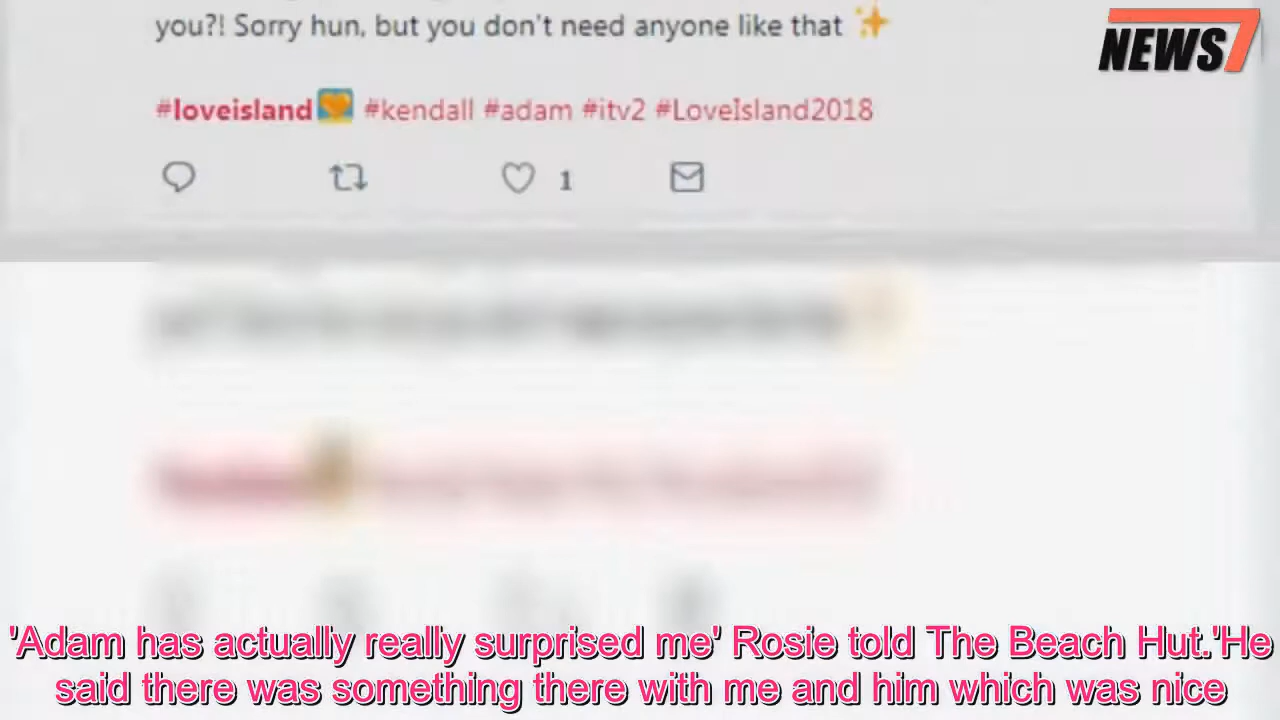 you?! Sorry hun, but you don't need anyone like that ✨
NEWS7
#loveisland🧡 #kendall #adam #itv2 #LoveIsland2018
1
'Adam has actually really surprised me' Rosie told The Beach Hut.'He
said there was something there with me and him which was nice